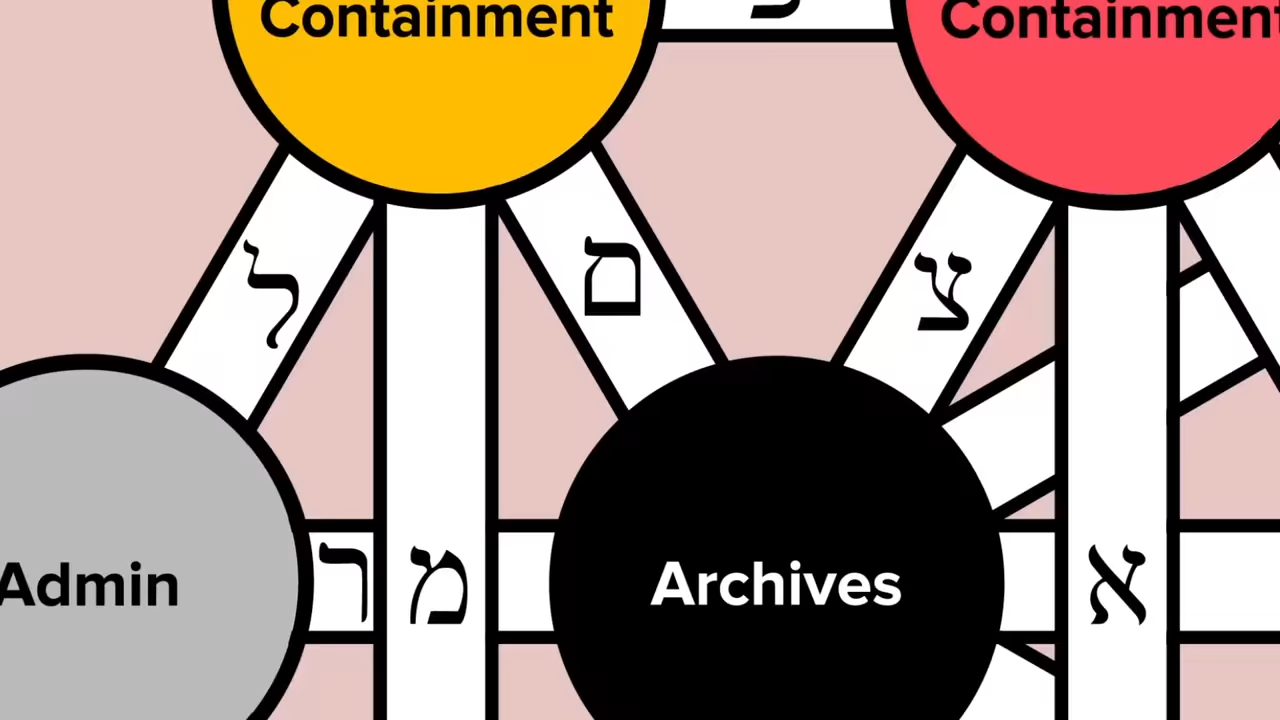 Containment
Containment
ל
ם
צ
Admin
ר
מ
Archives
א